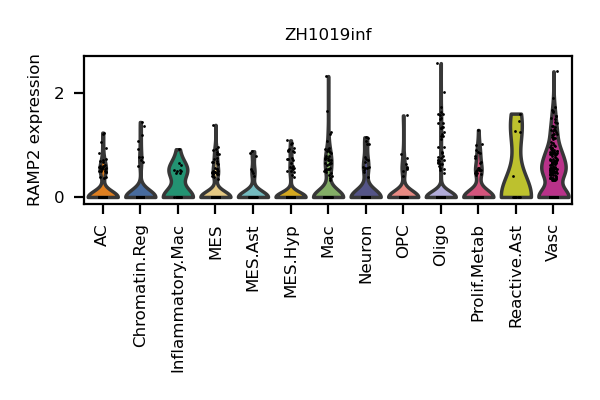 ZH1019inf
RAMP2 expression
2
0
AC
Chromatin.Reg
Inflammatory.Mac
MES
MES.Ast
MES.Hyp
Mac
Neuron
OPC
Oligo
Prolif.Metab
Reactive.Ast
Vasc